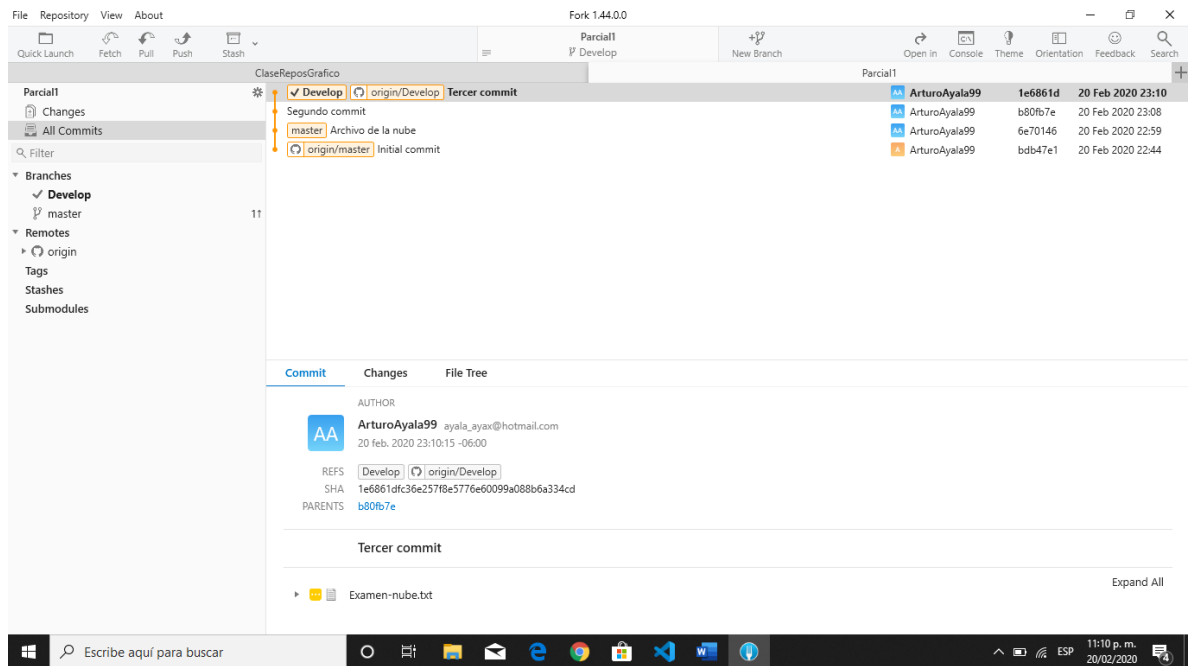 File Repository View About Fork 1.44.0.0
Quick Launch Fetch Pull Push Stash Parcial1 Develop New Branch Open in Console Theme Orientation Feedback Search
ClaseReposGrafico Parcial1
Parcial1
Changes
All Commits
Filter
Branches
Develop
master 1↑
Remotes
origin
Tags
Stashes
Submodules
Develop origin/Develop Tercer commit AA ArturoAyala99 1e6861d 20 Feb 2020 23:10
Segundo commit AA ArturoAyala99 b80fb7e 20 Feb 2020 23:08
master Archivo de la nube AA ArturoAyala99 6e70146 20 Feb 2020 22:59
origin/master Initial commit A ArturoAyala99 bdb47e1 20 Feb 2020 22:44
Commit Changes File Tree
AUTHOR
AA ArturoAyala99 ayala_ayax@hotmail.com
20 feb. 2020 23:10:15 -06:00
REFS Develop origin/Develop
SHA 1e6861dfc36e257f8e5776e60099a088b6a334cd
PARENTS b80fb7e
Tercer commit
Expand All
Examen-nube.txt
Escribe aquí para buscar ESP 11:10 p. m.
20/02/2020 4